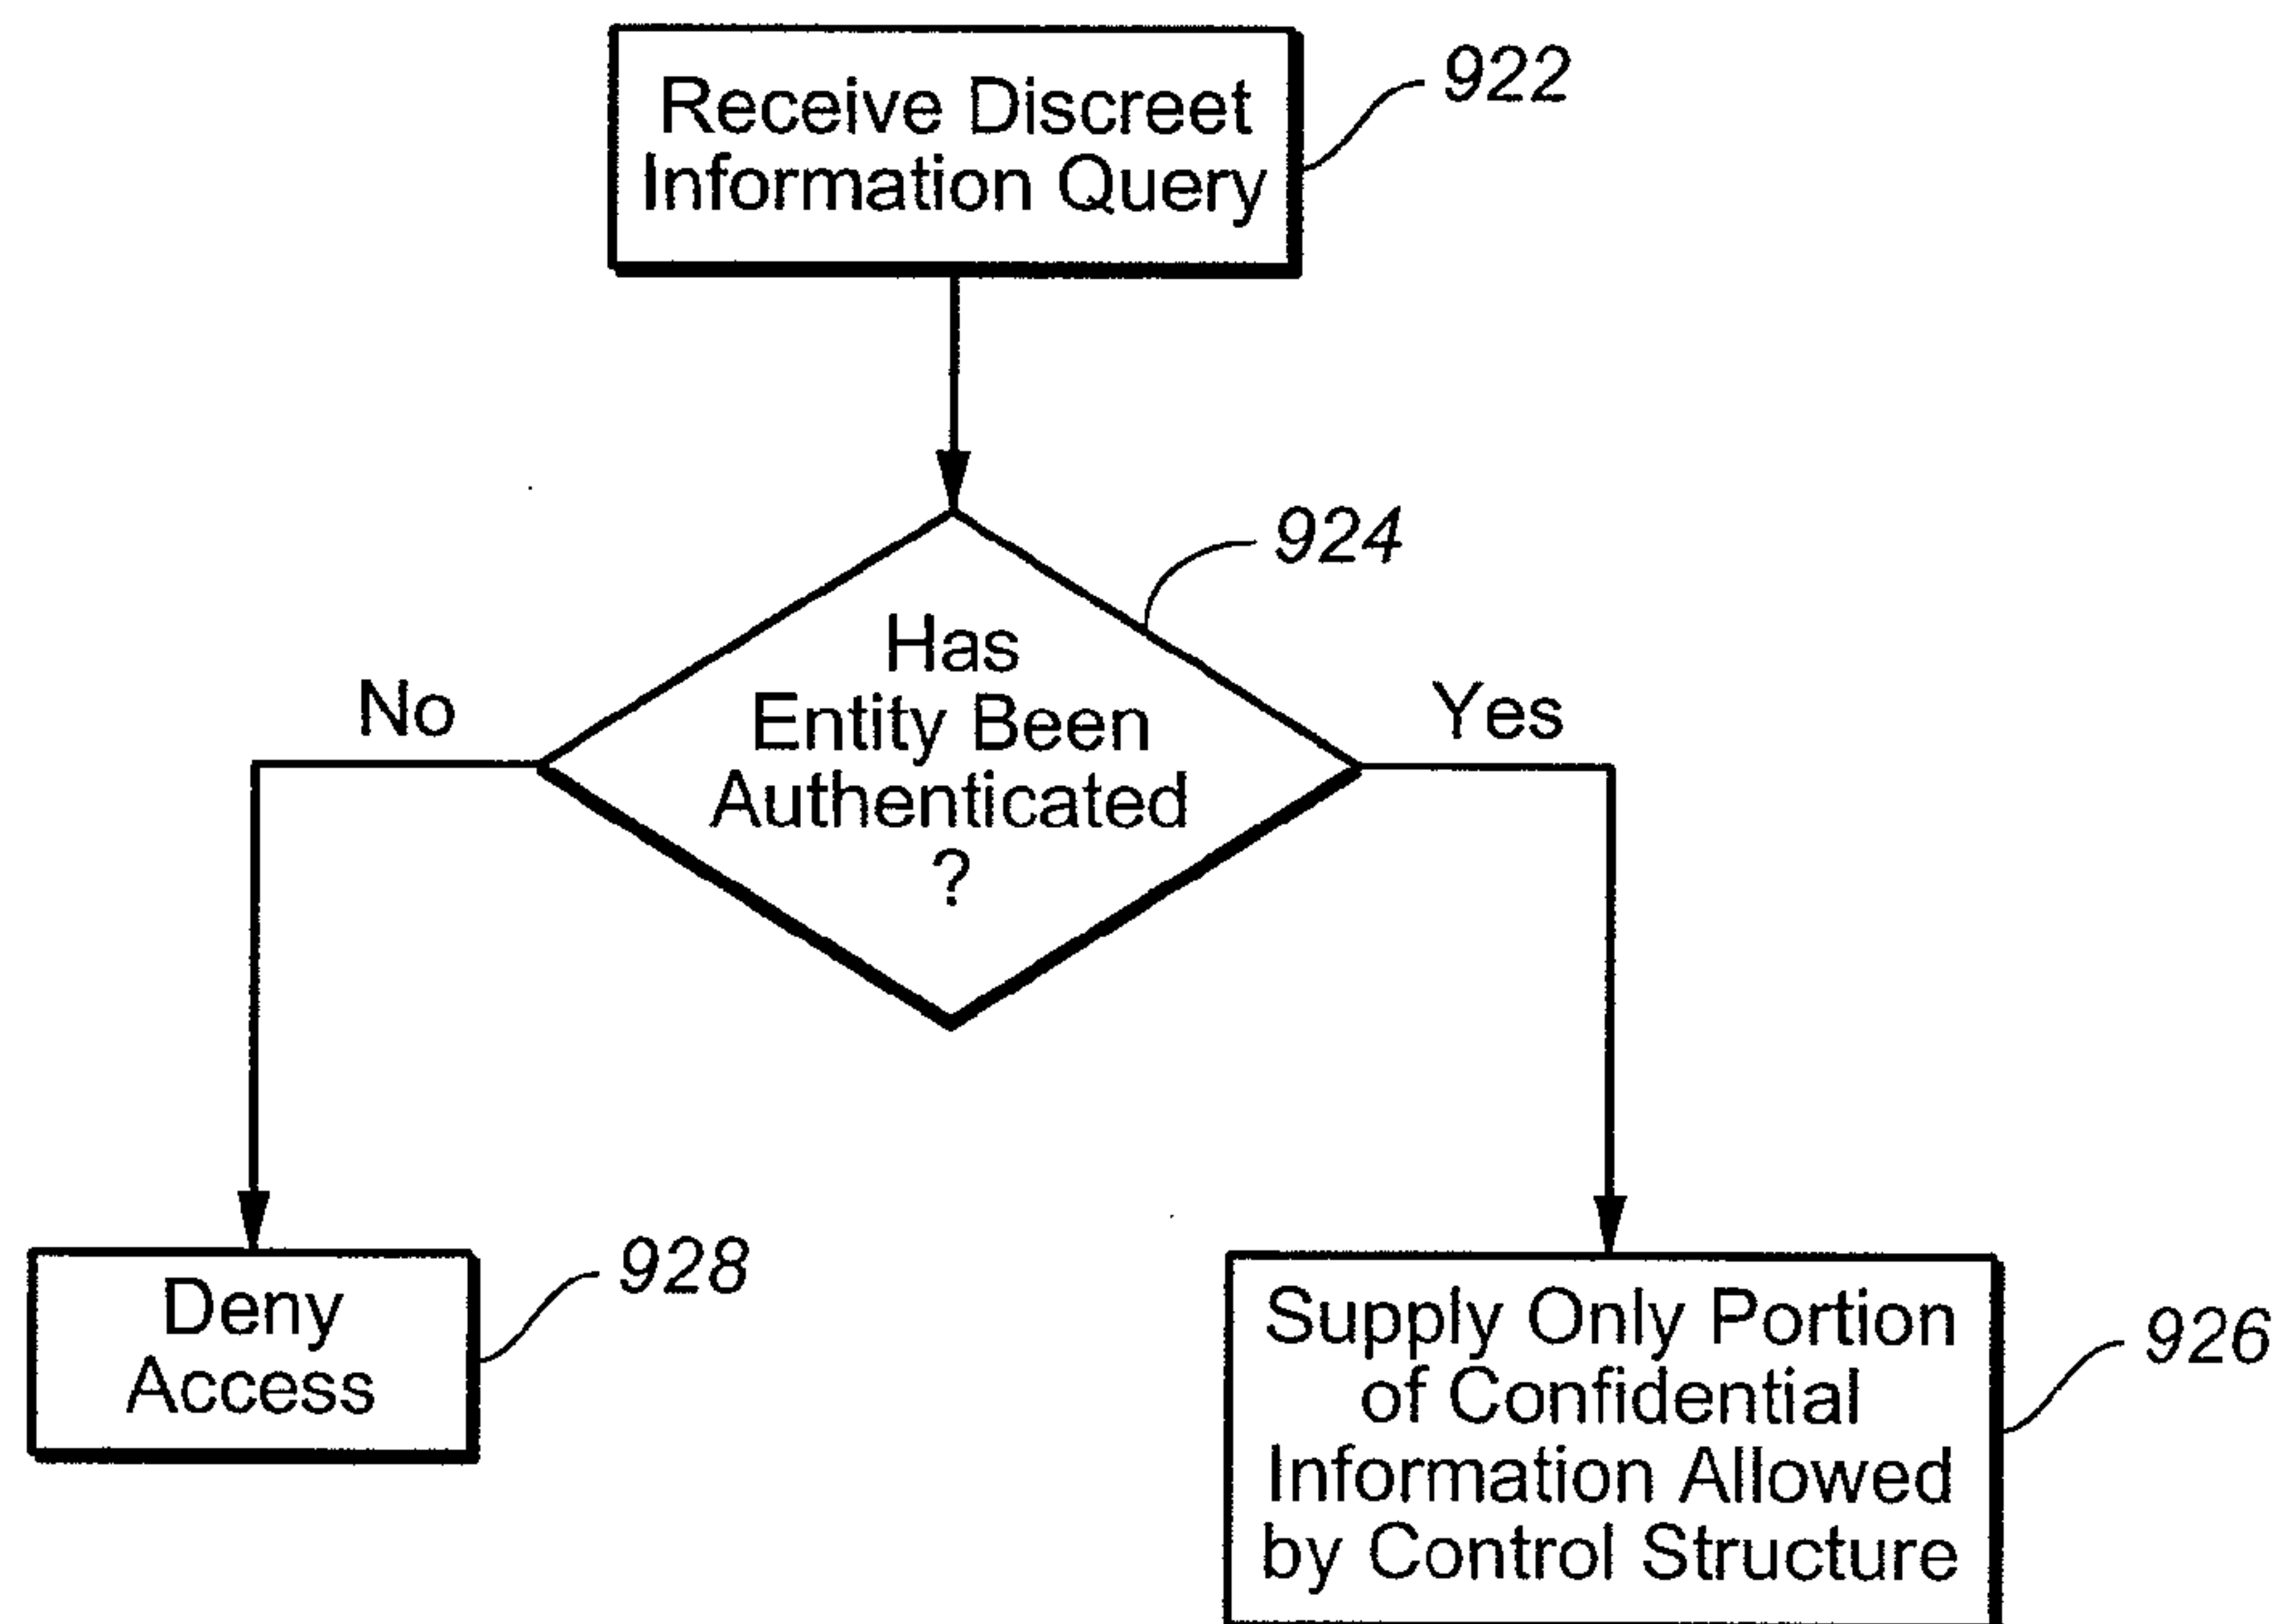 Receive Discreet
Information Query
922
924
Has
Entity Been
Authenticated
?
No
Yes
Deny
Access
928
Supply Only Portion
of Confidential
Information Allowed
by Control Structure
926